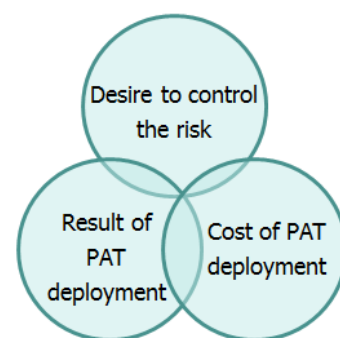 Desire to control
the risk
Result of
PAT
deployment
Cost of PAT
deployment